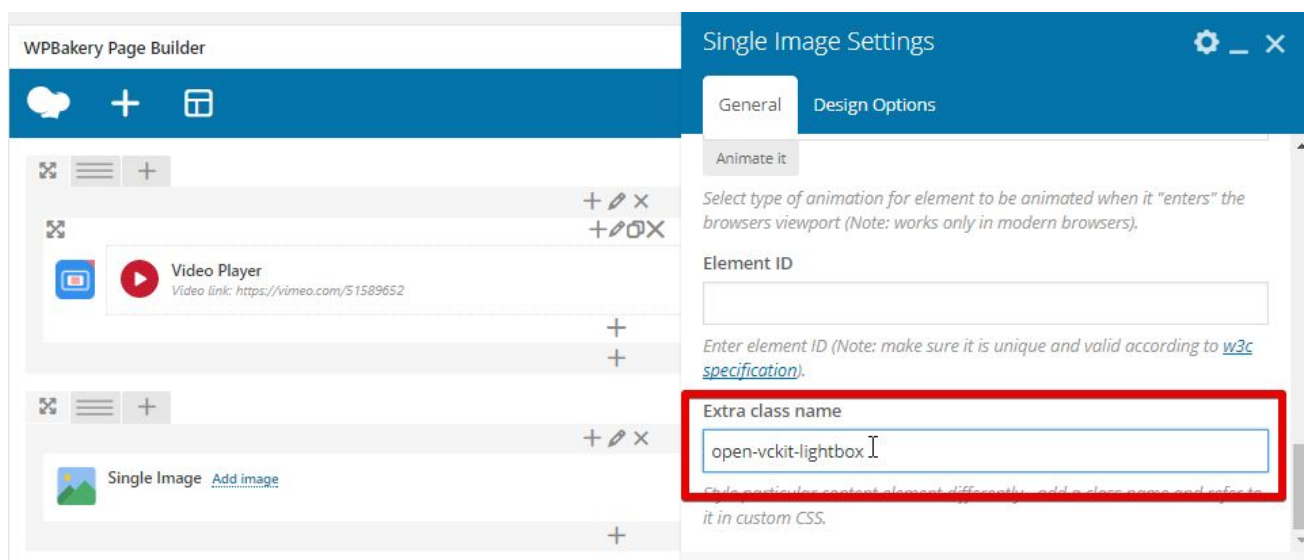 WPBakery Page Builder
Video Player
Video link: https://vimeo.com/51589652
Single Image Add image
Single Image Settings
General Design Options
Animate it
Select type of animation for element to be animated when it "enters" the
browsers viewport (Note: works only in modern browsers).
Element ID
Enter element ID (Note: make sure it is unique and valid according to w3c
specification).
Extra class name
open-vckit-lightbox
Style particular content element differently - add a class name and refer to
it in custom CSS.